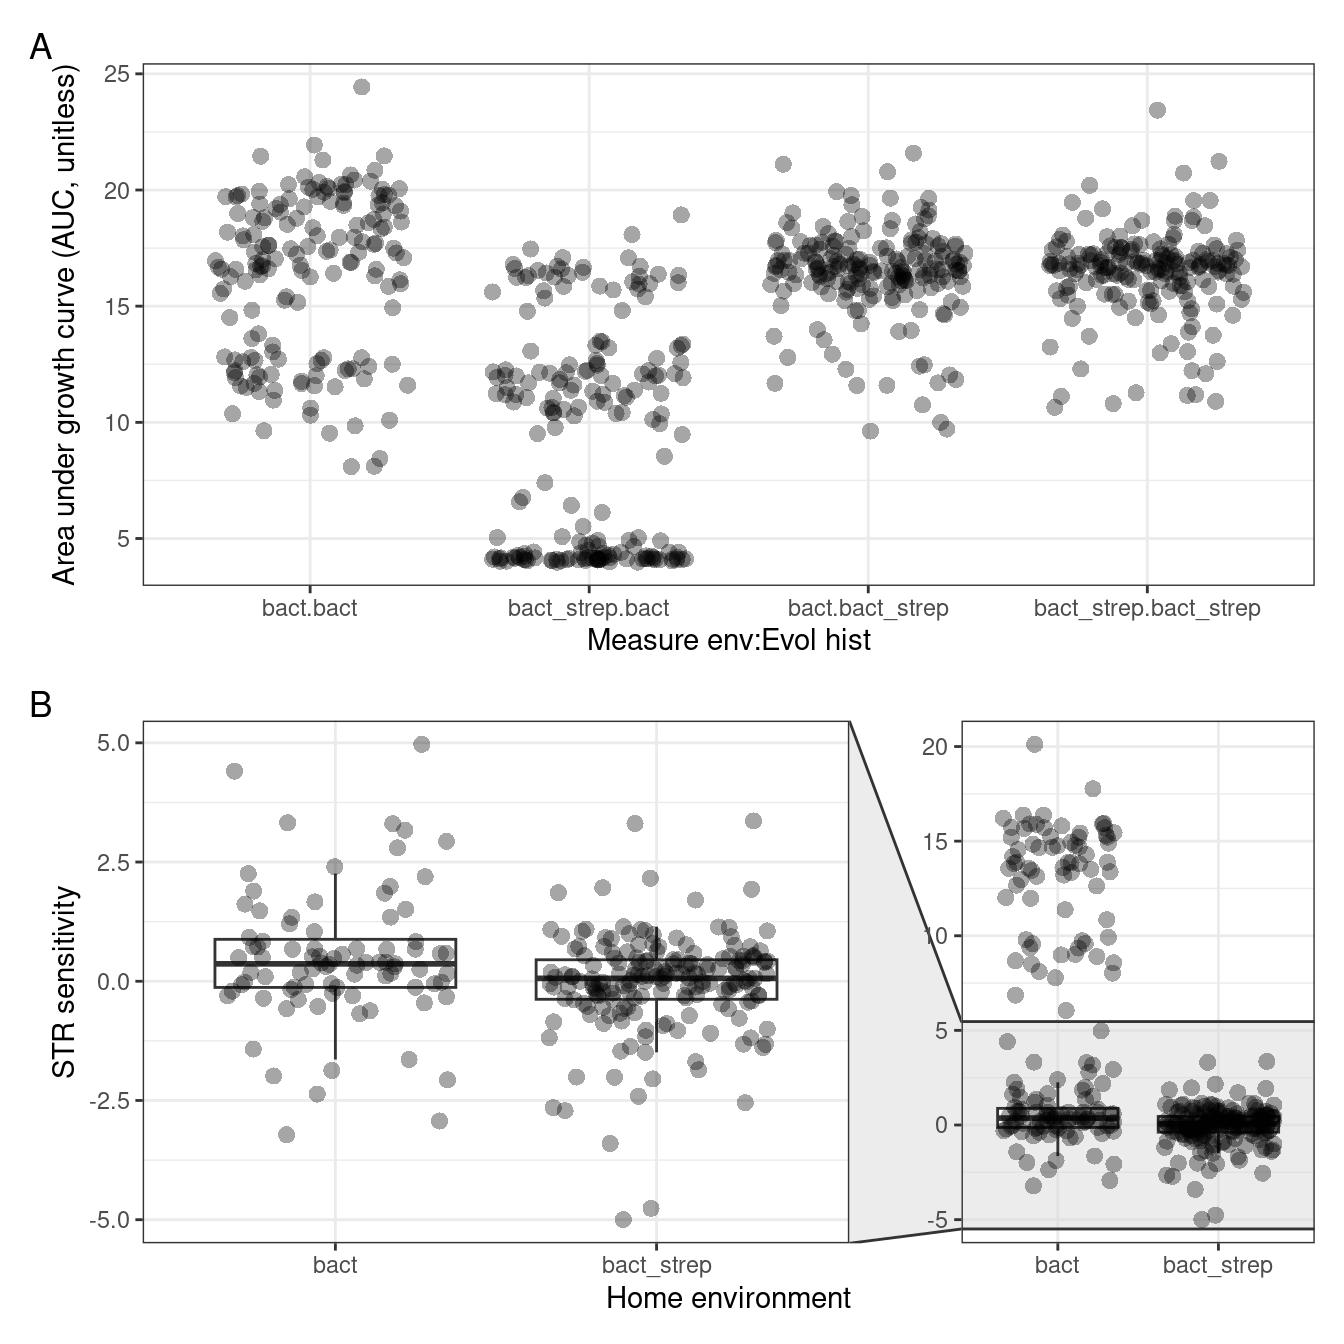 A
Area under growth curve (AUC, unitless)
25
20
15
10
5
bact.bact
bact_strep.bact
bact.bact_strep
bact_strep.bact_strep
Measure env:Evol hist
B
STR sensitivity
5.0
2.5
0.0
-2.5
-5.0
bact
bact_strep
20
15
10
5
0
-5
bact
bact_strep
Home environment